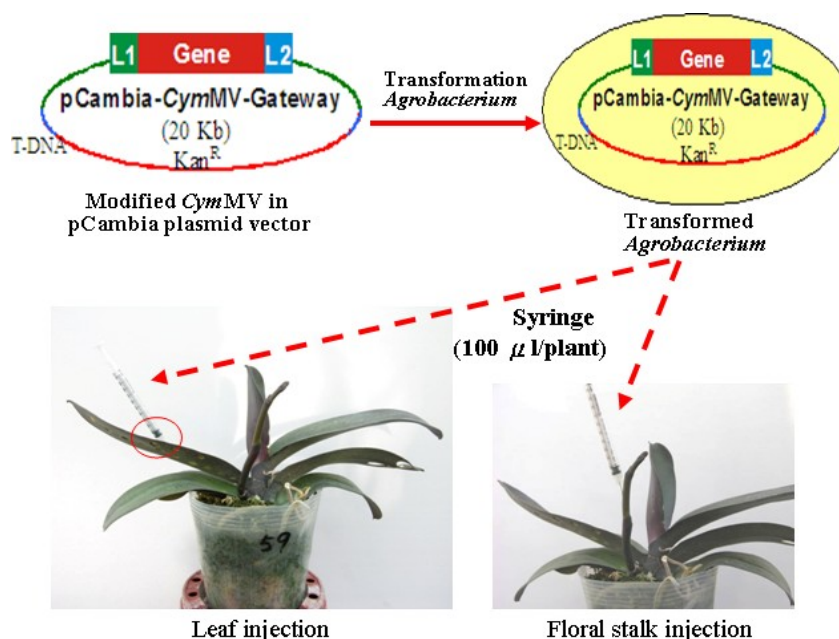 L1 Gene L2
pCambia-CymMV-Gateway
(20 Kb)
Kan^R
T-DNA
Modified CymMV in
pCambia plasmid vector
Transformation
Agrobacterium
L1 Gene L2
pCambia-CymMV-Gateway
(20 Kb)
Kan^R
T-DNA
Transformed
Agrobacterium
Syringe
(100 μl/plant)
59
Leaf injection
Floral stalk injection